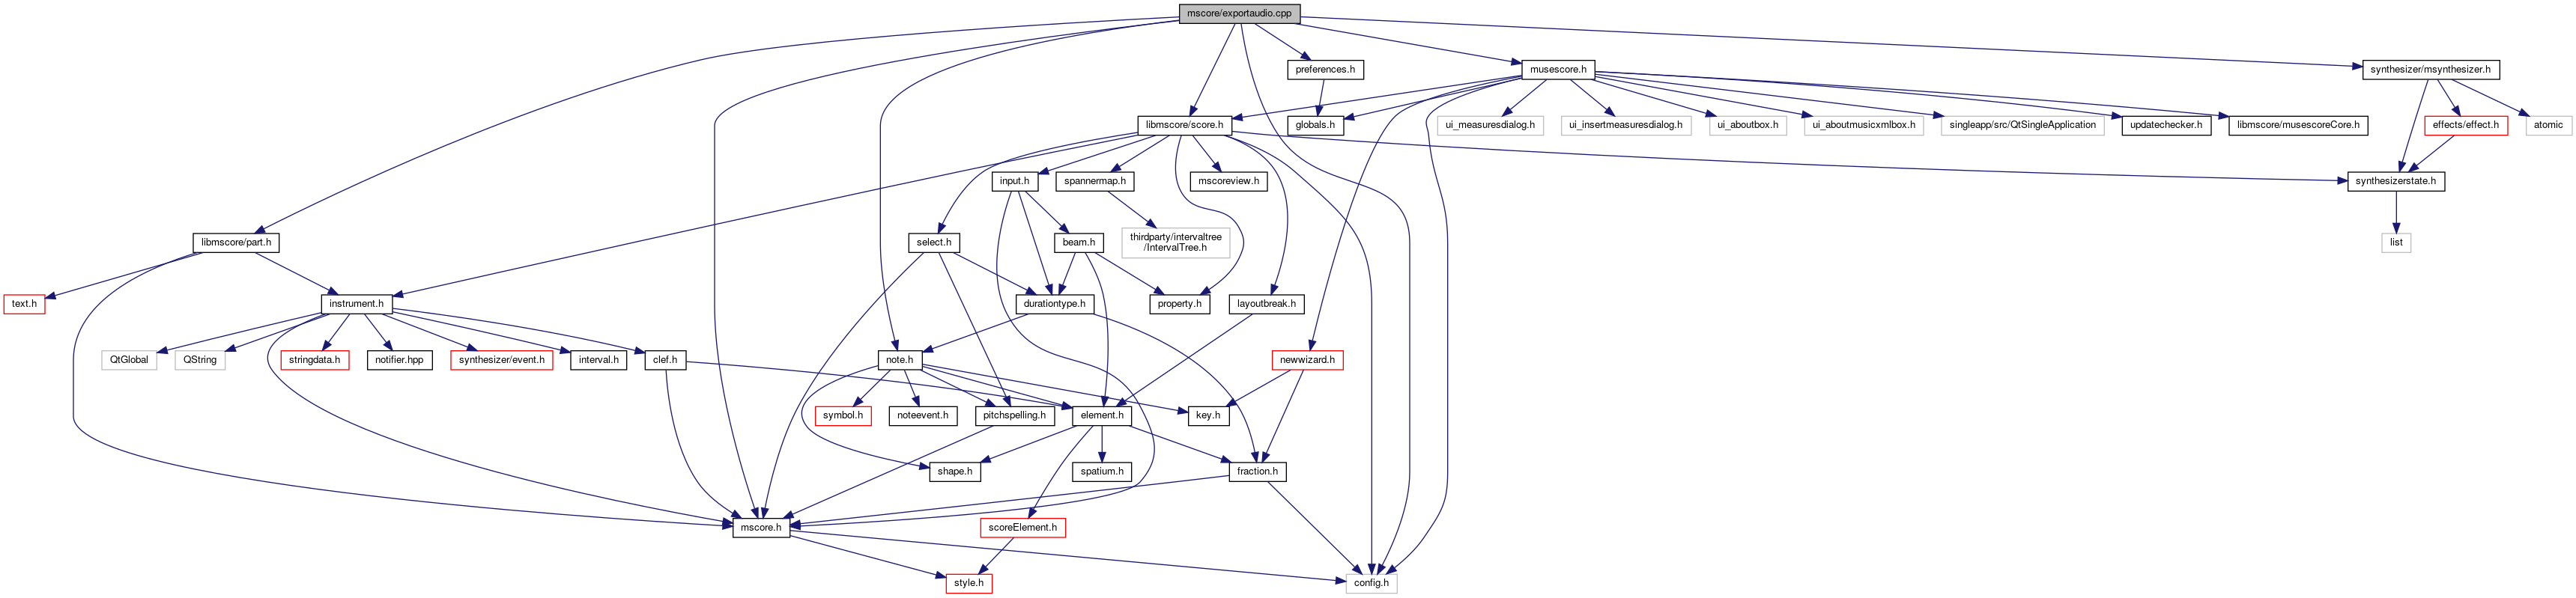 mscore/exportaudio.cpp
preferences.h
musescore.h
synthesizer/msynthesizer.h
libmscore/score.h
globals.h
ui_measuresdialog.h
ui_insertmeasuresdialog.h
ui_aboutbox.h
ui_aboutmusicxmlbox.h
singleapp/src/QtSingleApplication
updatechecker.h
libmscore/musescoreCore.h
effects/effect.h
atomic
input.h
spannermap.h
mscoreview.h
synthesizerstate.h
libmscore/part.h
select.h
beam.h
thirdparty/intervaltree
/IntervalTree.h
list
text.h
instrument.h
durationtype.h
property.h
layoutbreak.h
QtGlobal
QString
stringdata.h
notifier.hpp
synthesizer/event.h
interval.h
clef.h
note.h
newwizard.h
symbol.h
noteevent.h
pitchspelling.h
element.h
key.h
shape.h
spatium.h
fraction.h
mscore.h
scoreElement.h
style.h
config.h